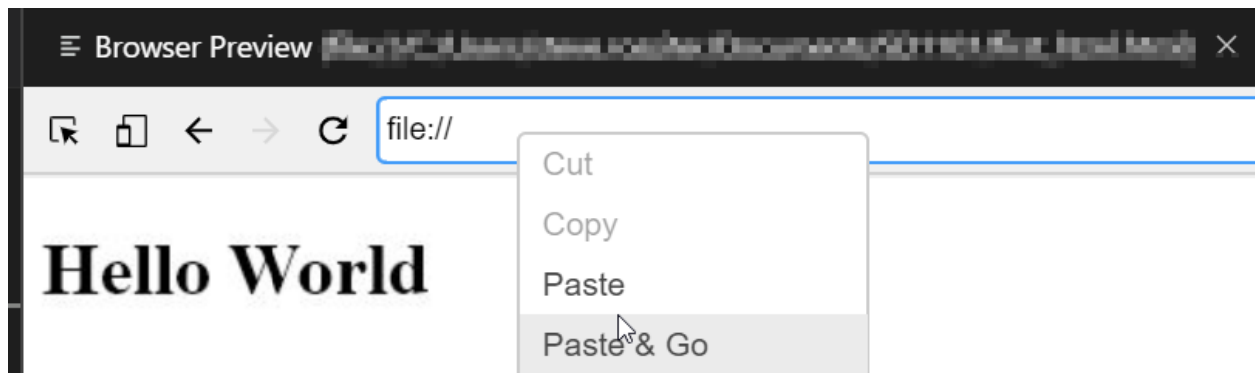 Browser Preview
file://
Cut
Copy
Hello World
Paste
Paste & Go